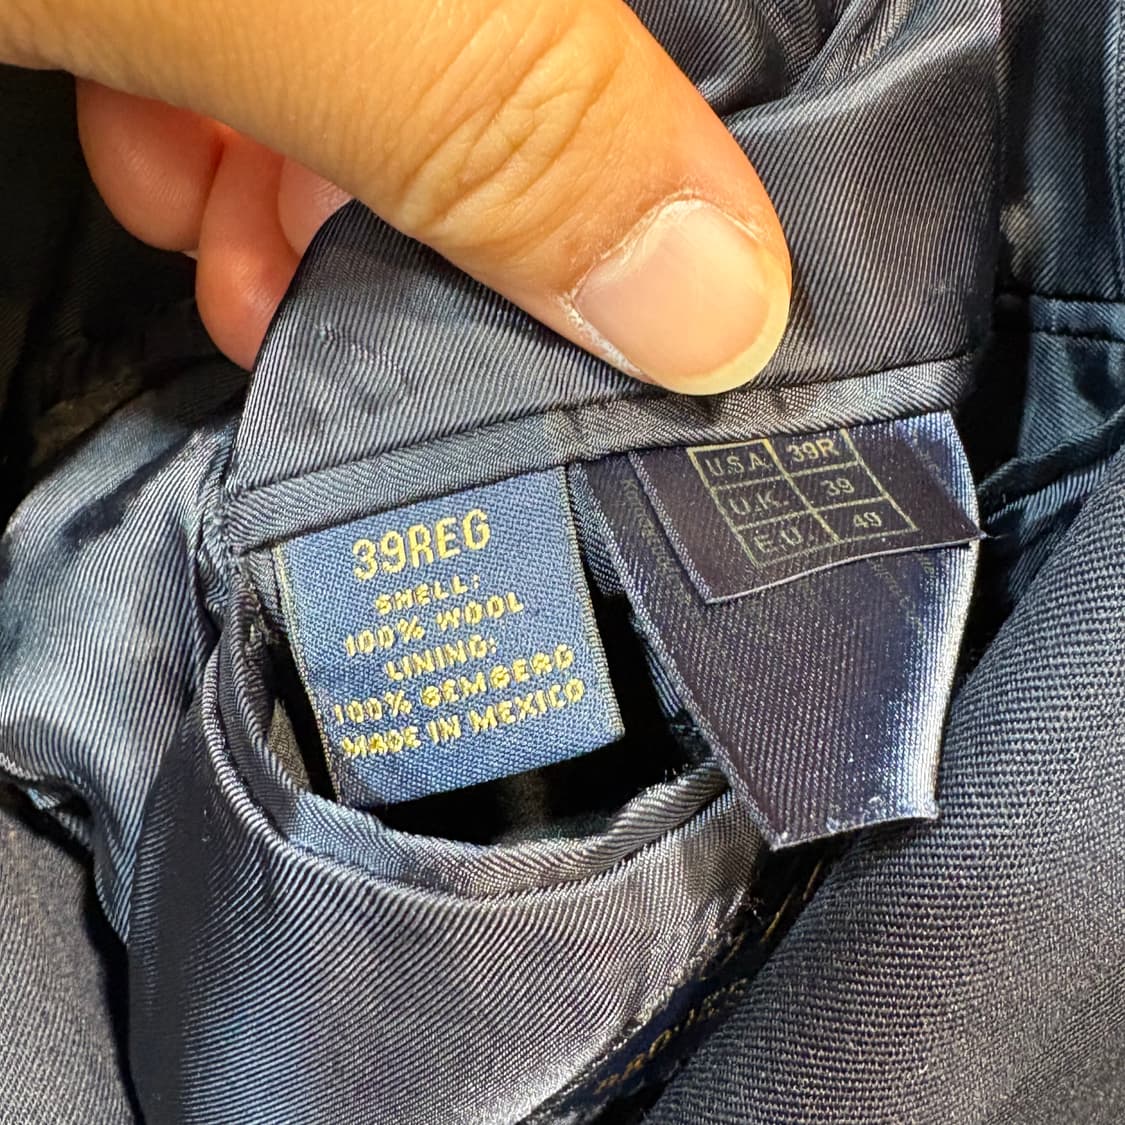 39REG
SHELL:
100% WOOL
LINING:
100% BEMBERG
MADE IN MEXICO
U.S.A. 39R
U.K. 39
E.U. 49